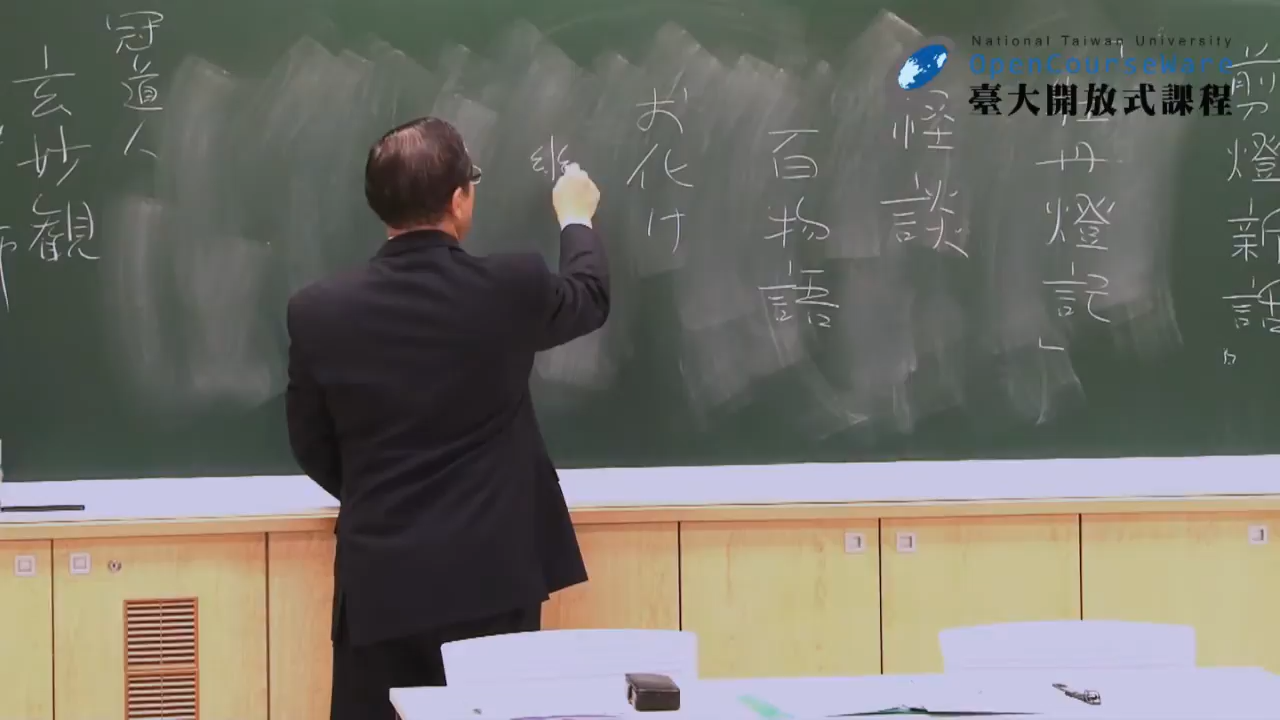 National Taiwan University
OpenCourseWare
臺大開放式課程
剪燈新話』
牡丹燈記」
怪談
百物語
お化け
冠道人
玄妙観